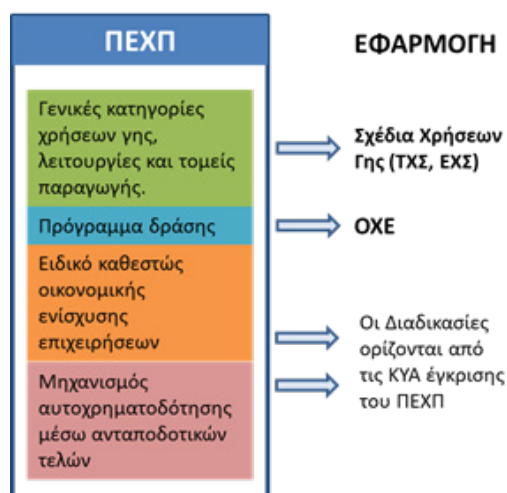 ΠΕΧΠ
ΕΦΑΡΜΟΓΗ
Γενικές κατηγορίες
χρήσεων γης,
λειτουργίες και τομείς
παραγωγής.
Σχέδια Χρήσεων
Γης (ΤΧΣ, ΕΧΣ)
Πρόγραμμα δράσης
ΟΧΕ
Ειδικό καθεστώς
οικονομικής
ενίσχυσης
επιχειρήσεων
Μηχανισμός
αυτοχρηματοδότησης
μέσω ανταποδοτικών
τελών
Οι Διαδικασίες
ορίζονται από
τις ΚΥΑ έγκρισης
του ΠΕΧΠ